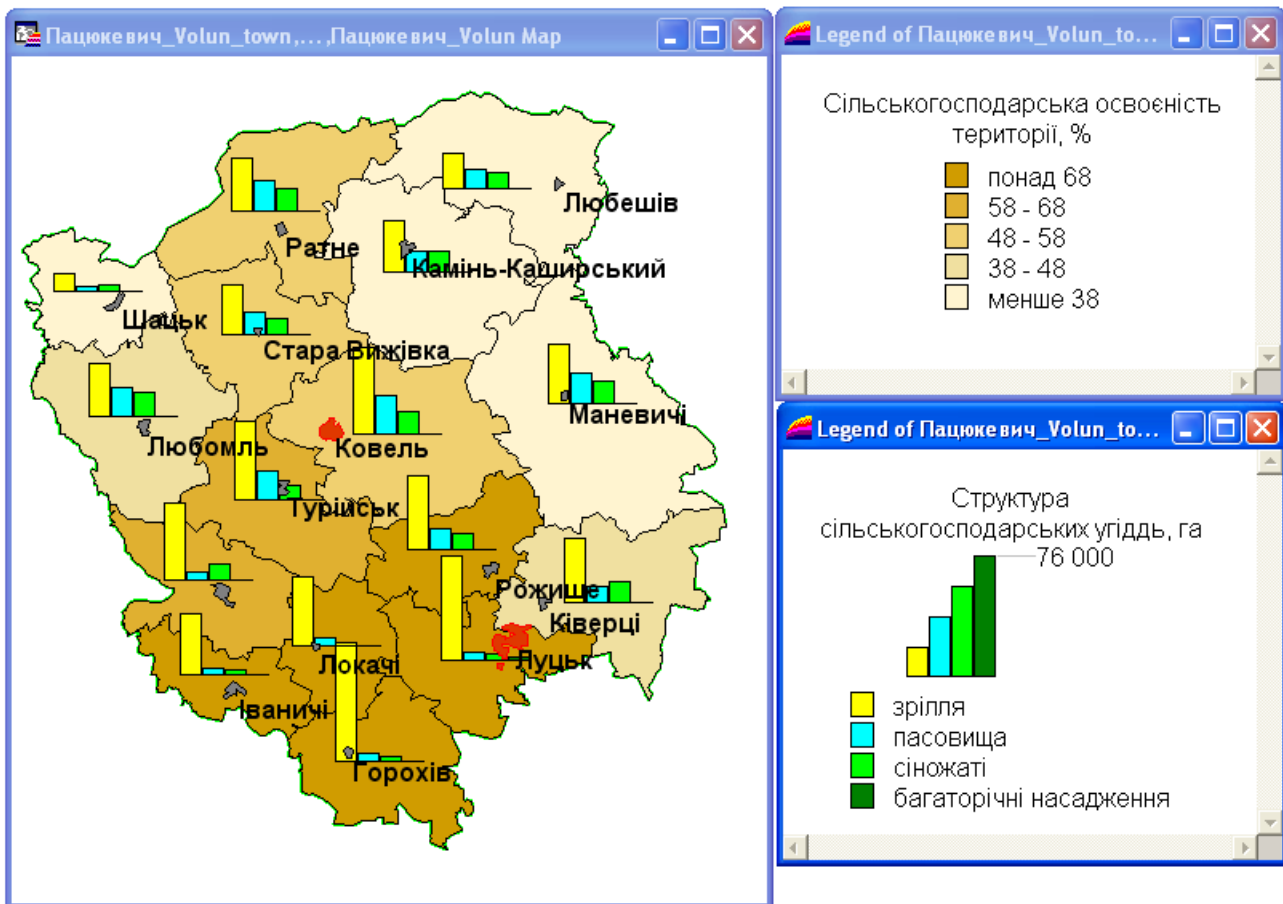 Пацюкевич_Volun_town,...,Пацюкевич_Volun Map
Любешів
Ратне
Камінь-Каширський
Шацьк
Стара Вижівка
Маневичі
Любомль
Ковель
Турійськ
Рожище
Ківерці
Локачі
Луцьк
Іваничі
Горохів
Legend of Пацюкевич_Volun_to...
Сільськогосподарська освоєність
території, %
понад 68
58 - 68
48 - 58
38 - 48
менше 38
Legend of Пацюкевич_Volun_to...
Структура
сільськогосподарських угіддь, га
76 000
зрілля
пасовища
сіножаті
багаторічні насадження